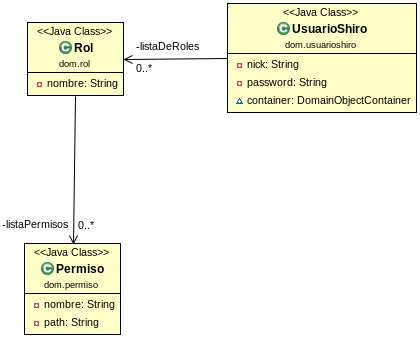 <<Java Class>>
UsuarioShiro
dom.usuarioshiro
nick: String
password: String
container: DomainObjectContainer
-listaDeRoles
0..*
<<Java Class>>
Rol
dom.rol
nombre: String
-listaPermisos
0..*
<<Java Class>>
Permiso
dom.permiso
nombre: String
path: String